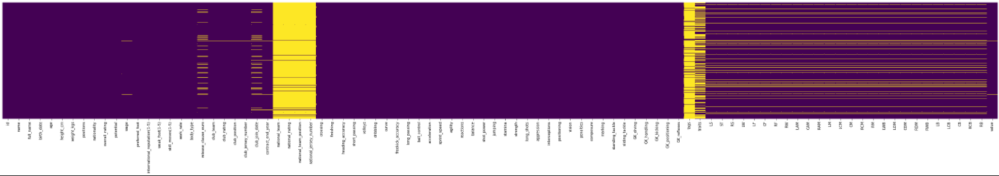 id
name
full_name
birth_date
age
height_cm
weight_kgs
positions
nationality
overall_rating
potential
wage
preferred_foot
international_reputation(1-5)
weak_foot(1-5)
skill_moves(1-5)
work_rate
body_type
release_clause_euro
club_team
club_rating
club_position
club_jersey_number
club_join_date
contract_end_year
national_team
national_rating
national_team_position
national_jersey_number
crossing
finishing
heading_accuracy
short_passing
volleys
dribbling
curve
freekick_accuracy
long_passing
ball_control
acceleration
sprint_speed
agility
reactions
balance
shot_power
jumping
stamina
strength
long_shots
aggression
interceptions
positioning
vision
penalties
composure
marking
standing_tackle
sliding_tackle
GK_diving
GK_handling
GK_kicking
GK_positioning
GK_reflexes
tags
traits
LS
ST
RS
LW
LF
CF
RF
RW
LAM
CAM
RAM
LM
LCM
CM
RCM
RM
LWB
LDM
CDM
RDM
RWB
LB
LCB
CB
RCB
RB
value